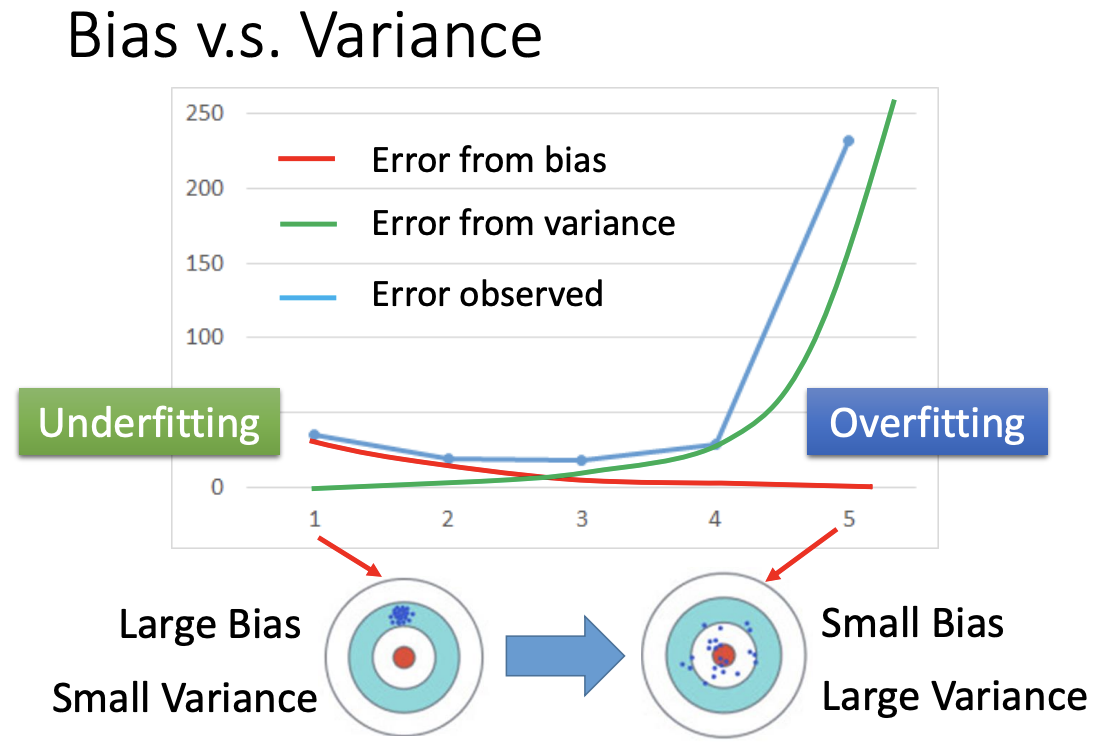 Bias v.s. Variance
250
200
150
100
0
Error from bias
Error from variance
Error observed
Underfitting
Overfitting
1 2 3 4 5
Large Bias
Small Variance
Small Bias
Large Variance